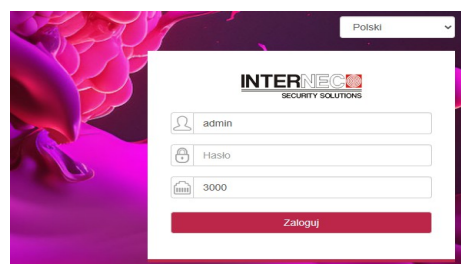 Polski
INTERNEC
SECURITY SOLUTIONS
admin
Hasło
3000
Zaloguj